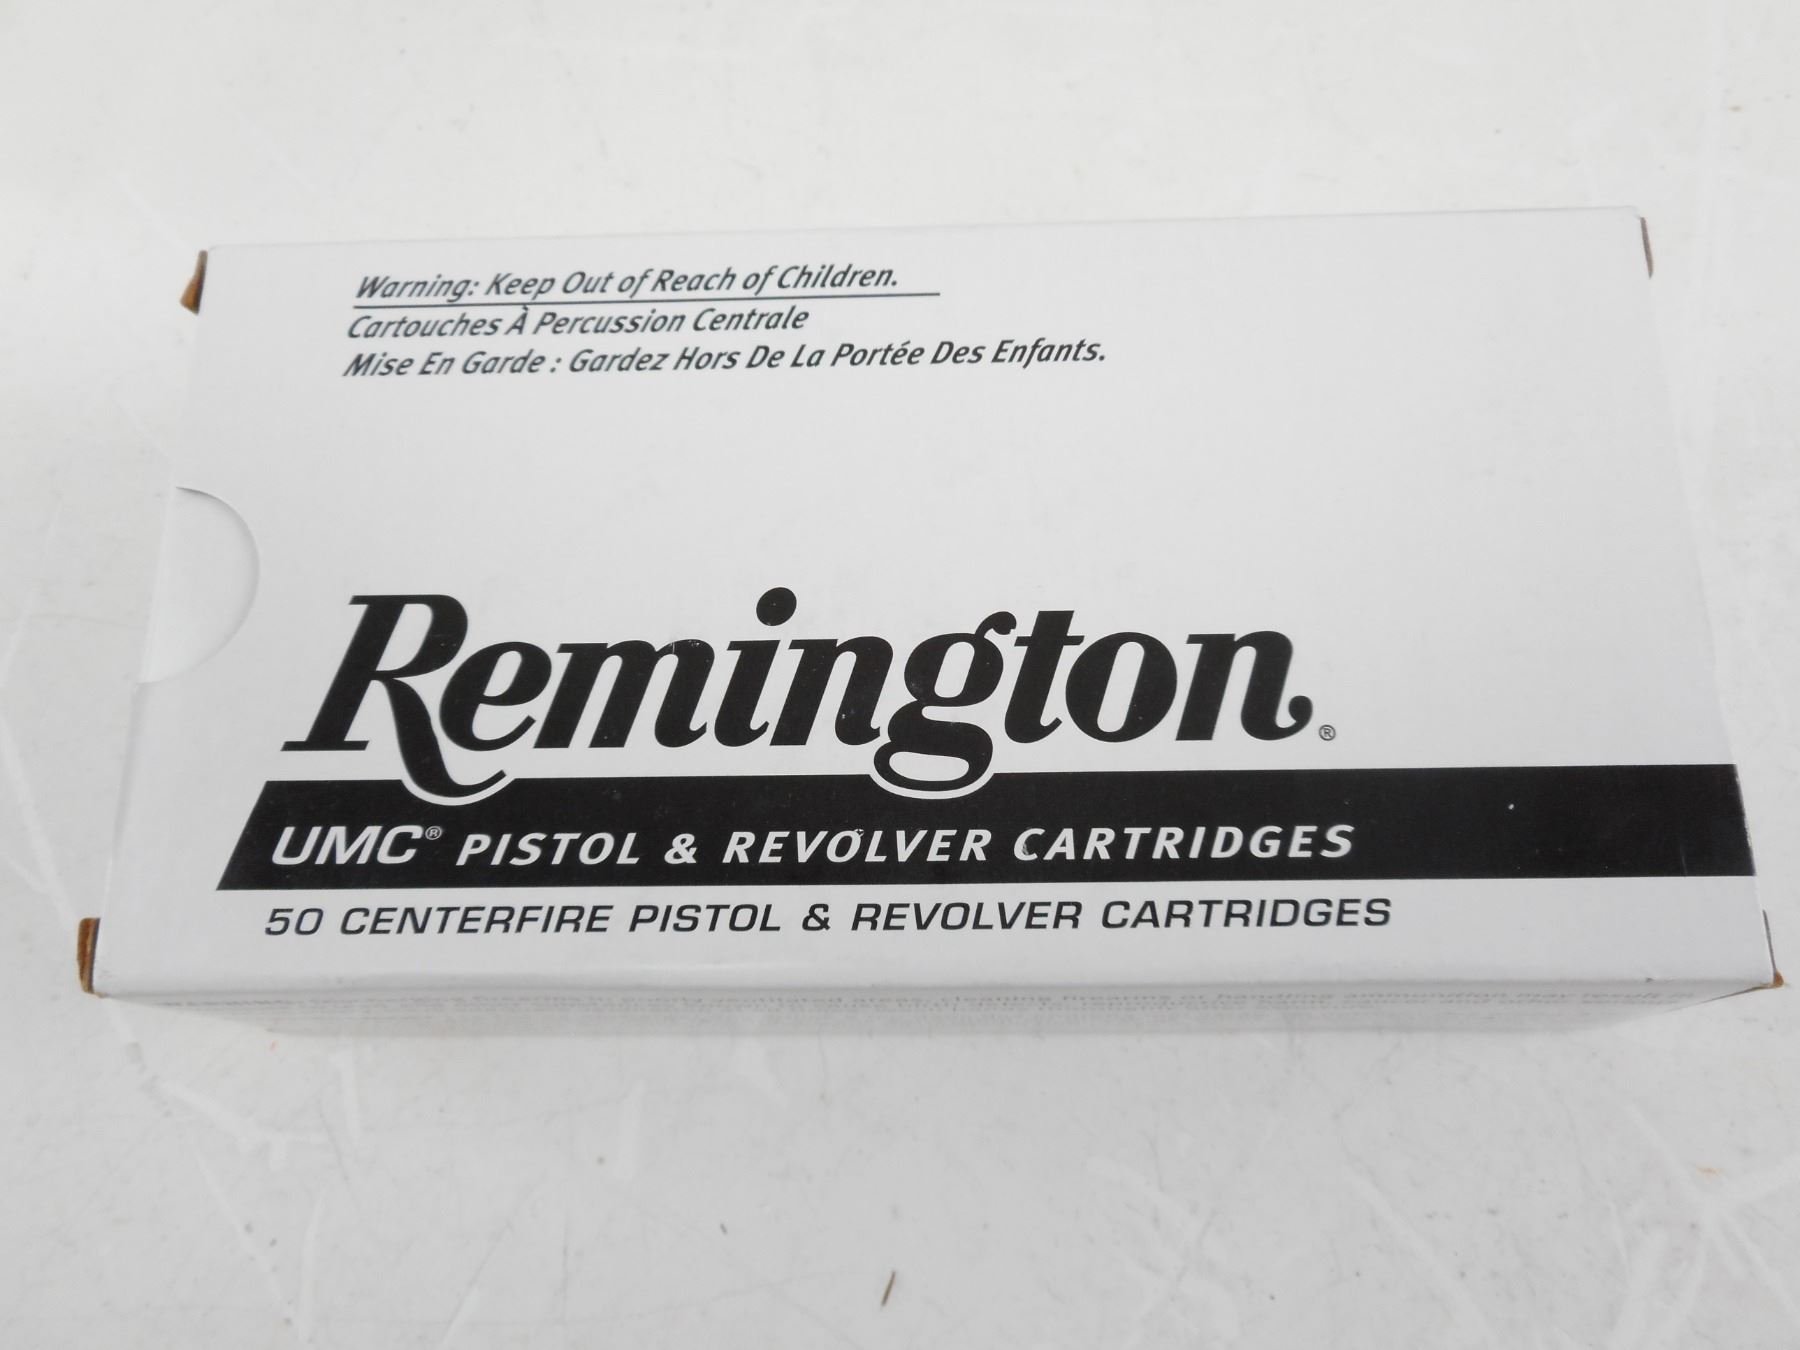 Warning: Keep Out of Reach of Children.
Cartouches À Percussion Centrale
Mise En Garde : Gardez Hors De La Portée Des Enfants.
Remington®
UMC® PISTOL & REVOLVER CARTRIDGES
50 CENTERFIRE PISTOL & REVOLVER CARTRIDGES